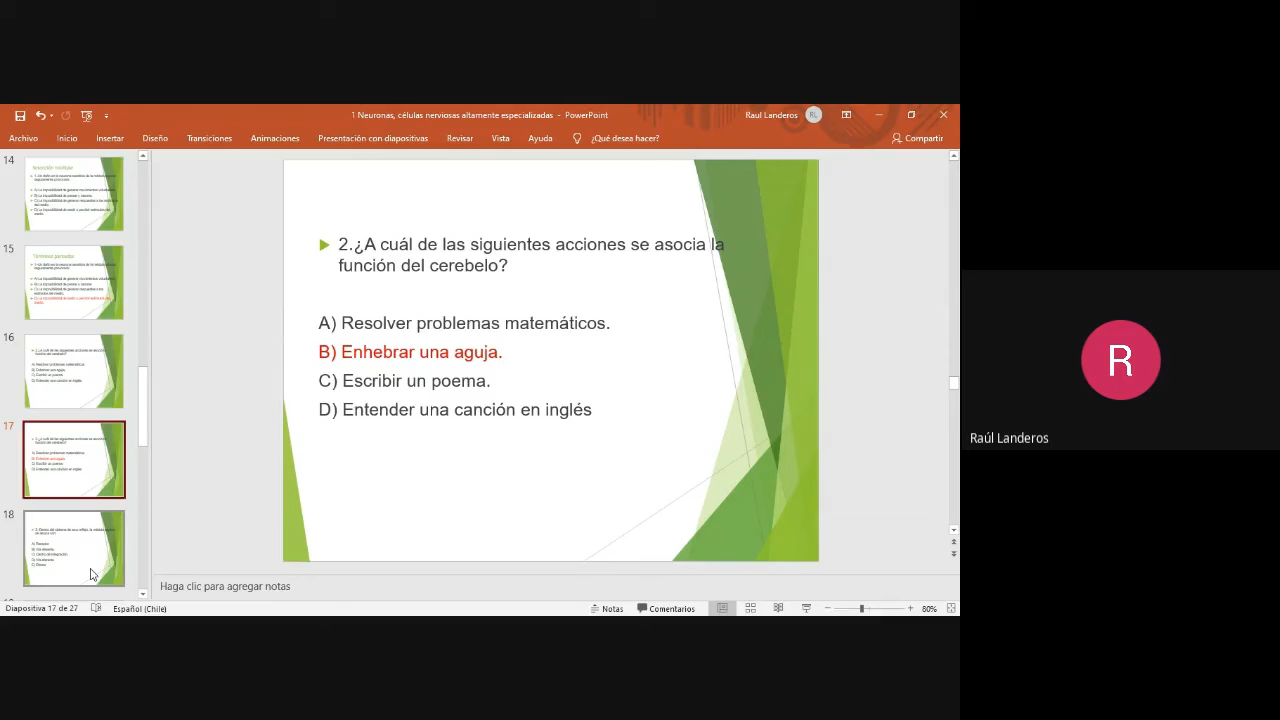 1 Neuronas, células nerviosas altamente especializadas - PowerPoint
Raul Landeros
RL
Archivo
Inicio
Insertar
Diseño
Transiciones
Animaciones
Presentación con diapositivas
Revisar
Vista
Ayuda
¿Qué desea hacer?
Compartir
14
15
16
17
18
2.¿A cuál de las siguientes acciones se asocia la
función del cerebelo?
A) Resolver problemas matemáticos.
B) Enhebrar una aguja.
C) Escribir un poema.
D) Entender una canción en inglés
Haga clic para agregar notas
Diapositiva 17 de 27
Español (Chile)
Notas
Comentarios
80%
R
Raúl Landeros